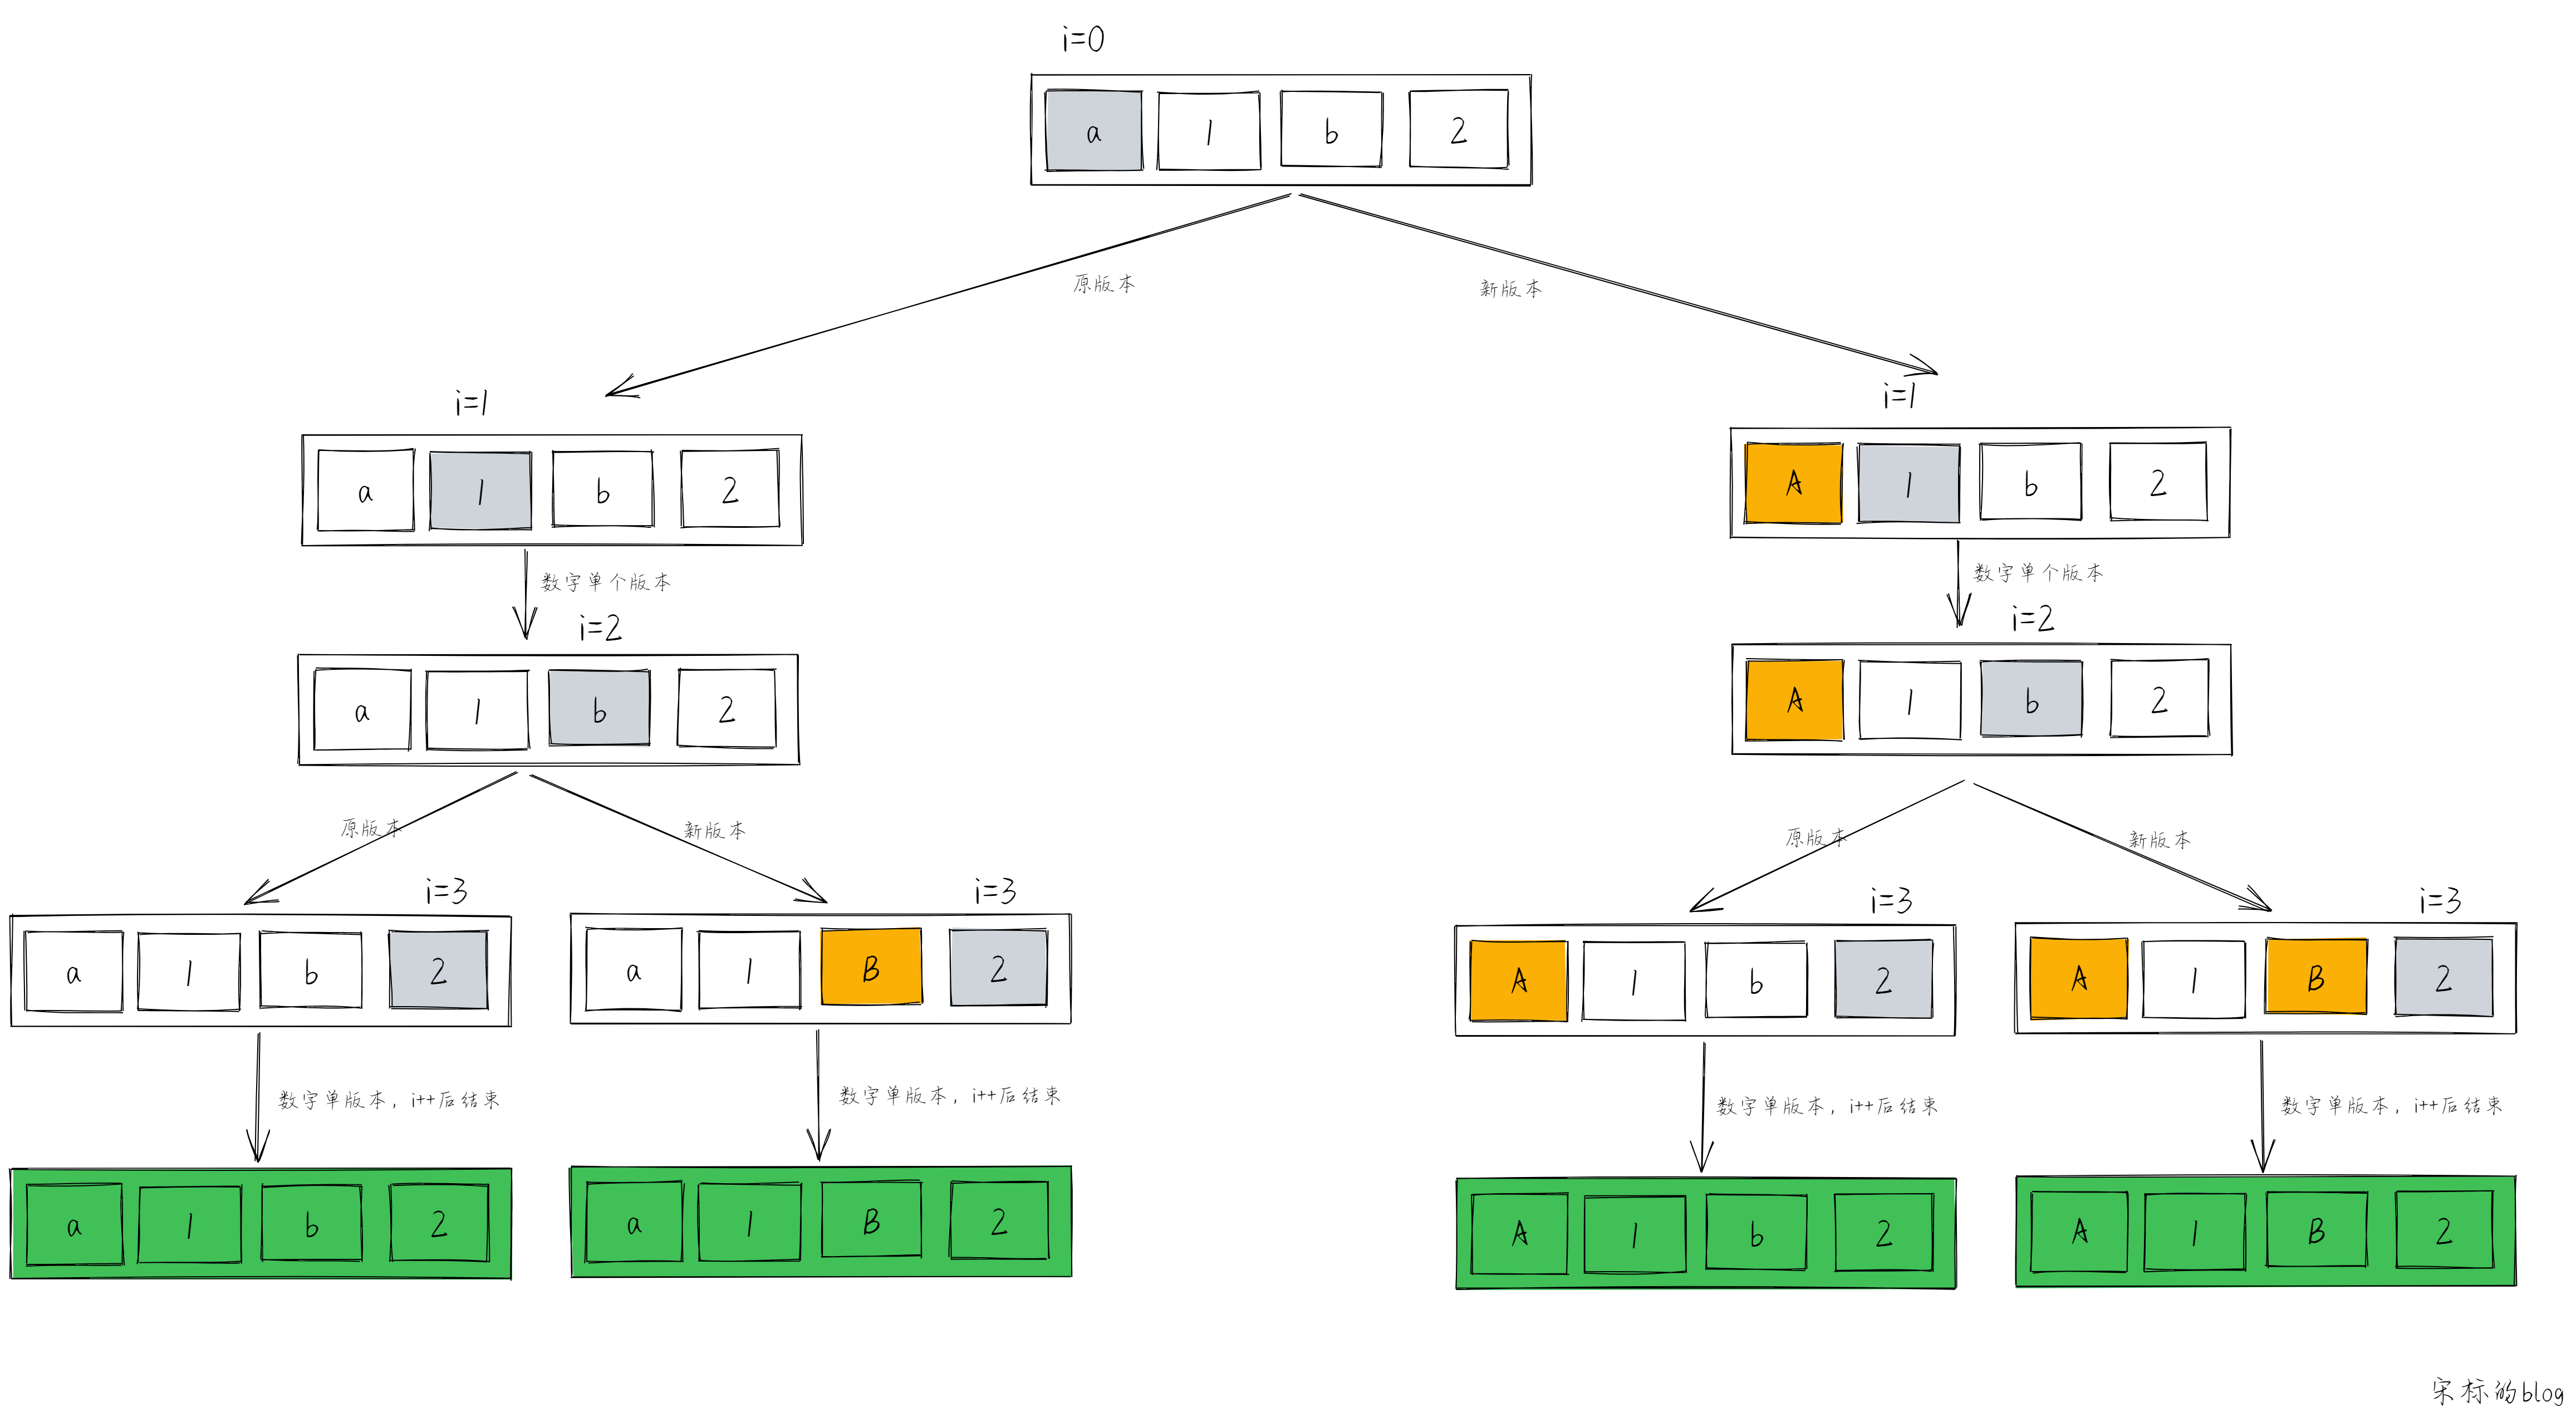 i=0
a 1 b 2
原版本
新版本
i=1
i=1
a 1 b 2
A 1 b 2
数字单个版本
数字单个版本
i=2
i=2
a 1 b 2
A 1 b 2
原版本
新版本
原版本
新版本
i=3
i=3
i=3
i=3
a 1 b 2
a 1 B 2
A 1 b 2
A 1 B 2
数字单版本，i++后结束
数字单版本，i++后结束
数字单版本，i++后结束
数字单版本，i++后结束
a 1 b 2
a 1 B 2
A 1 b 2
A 1 B 2
宋标的blog